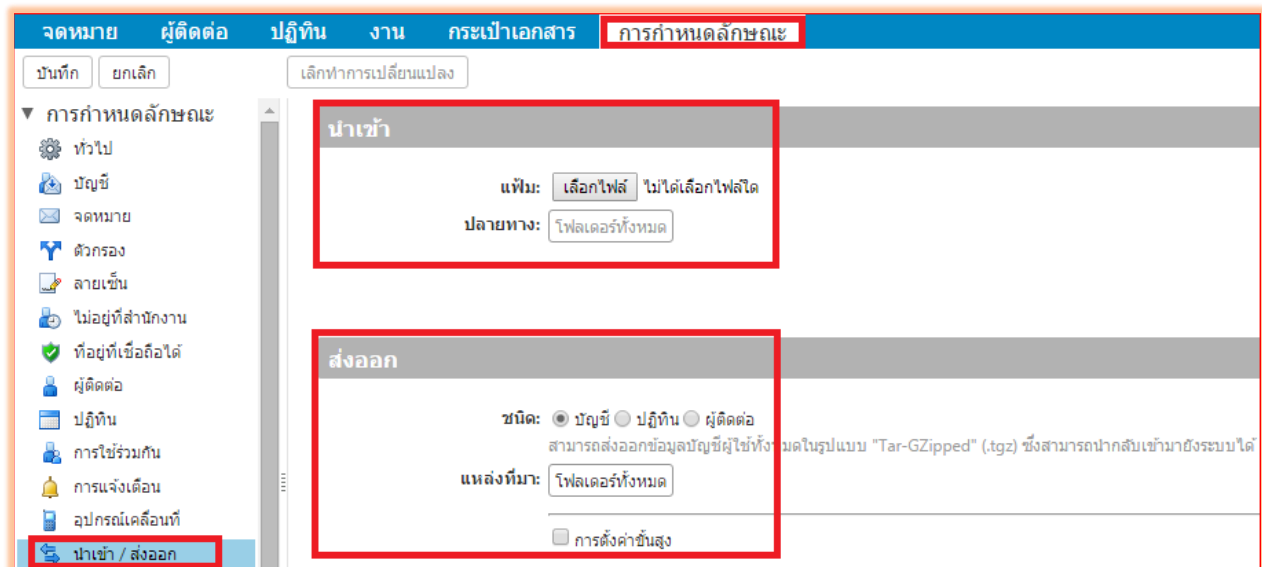 จดหมาย ผู้ติดต่อ ปฏิทิน งาน กระเป๋าเอกสาร การกำหนดลักษณะ
บันทึก ยกเลิก เลิกทำการเปลี่ยนแปลง
การกำหนดลักษณะ
ทั่วไป
บัญชี
จดหมาย
ตัวกรอง
ลายเซ็น
ไม่อยู่ที่สำนักงาน
ที่อยู่ที่เชื่อถือได้
ผู้ติดต่อ
ปฏิทิน
การใช้ร่วมกัน
การแจ้งเตือน
อุปกรณ์เคลื่อนที่
นำเข้า / ส่งออก
นำเข้า
แฟ้ม: เลือกไฟล์ ไม่ได้เลือกไฟล์ใด
ปลายทาง: โฟลเดอร์ทั้งหมด
ส่งออก
ชนิด: บัญชี ปฏิทิน ผู้ติดต่อ
สามารถส่งออกข้อมูลบัญชีผู้ใช้ทั้งหมดในรูปแบบ "Tar-GZipped" (.tgz) ซึ่งสามารถนำกลับเข้ามายังระบบได้
แหล่งที่มา: โฟลเดอร์ทั้งหมด
การตั้งค่าขั้นสูง